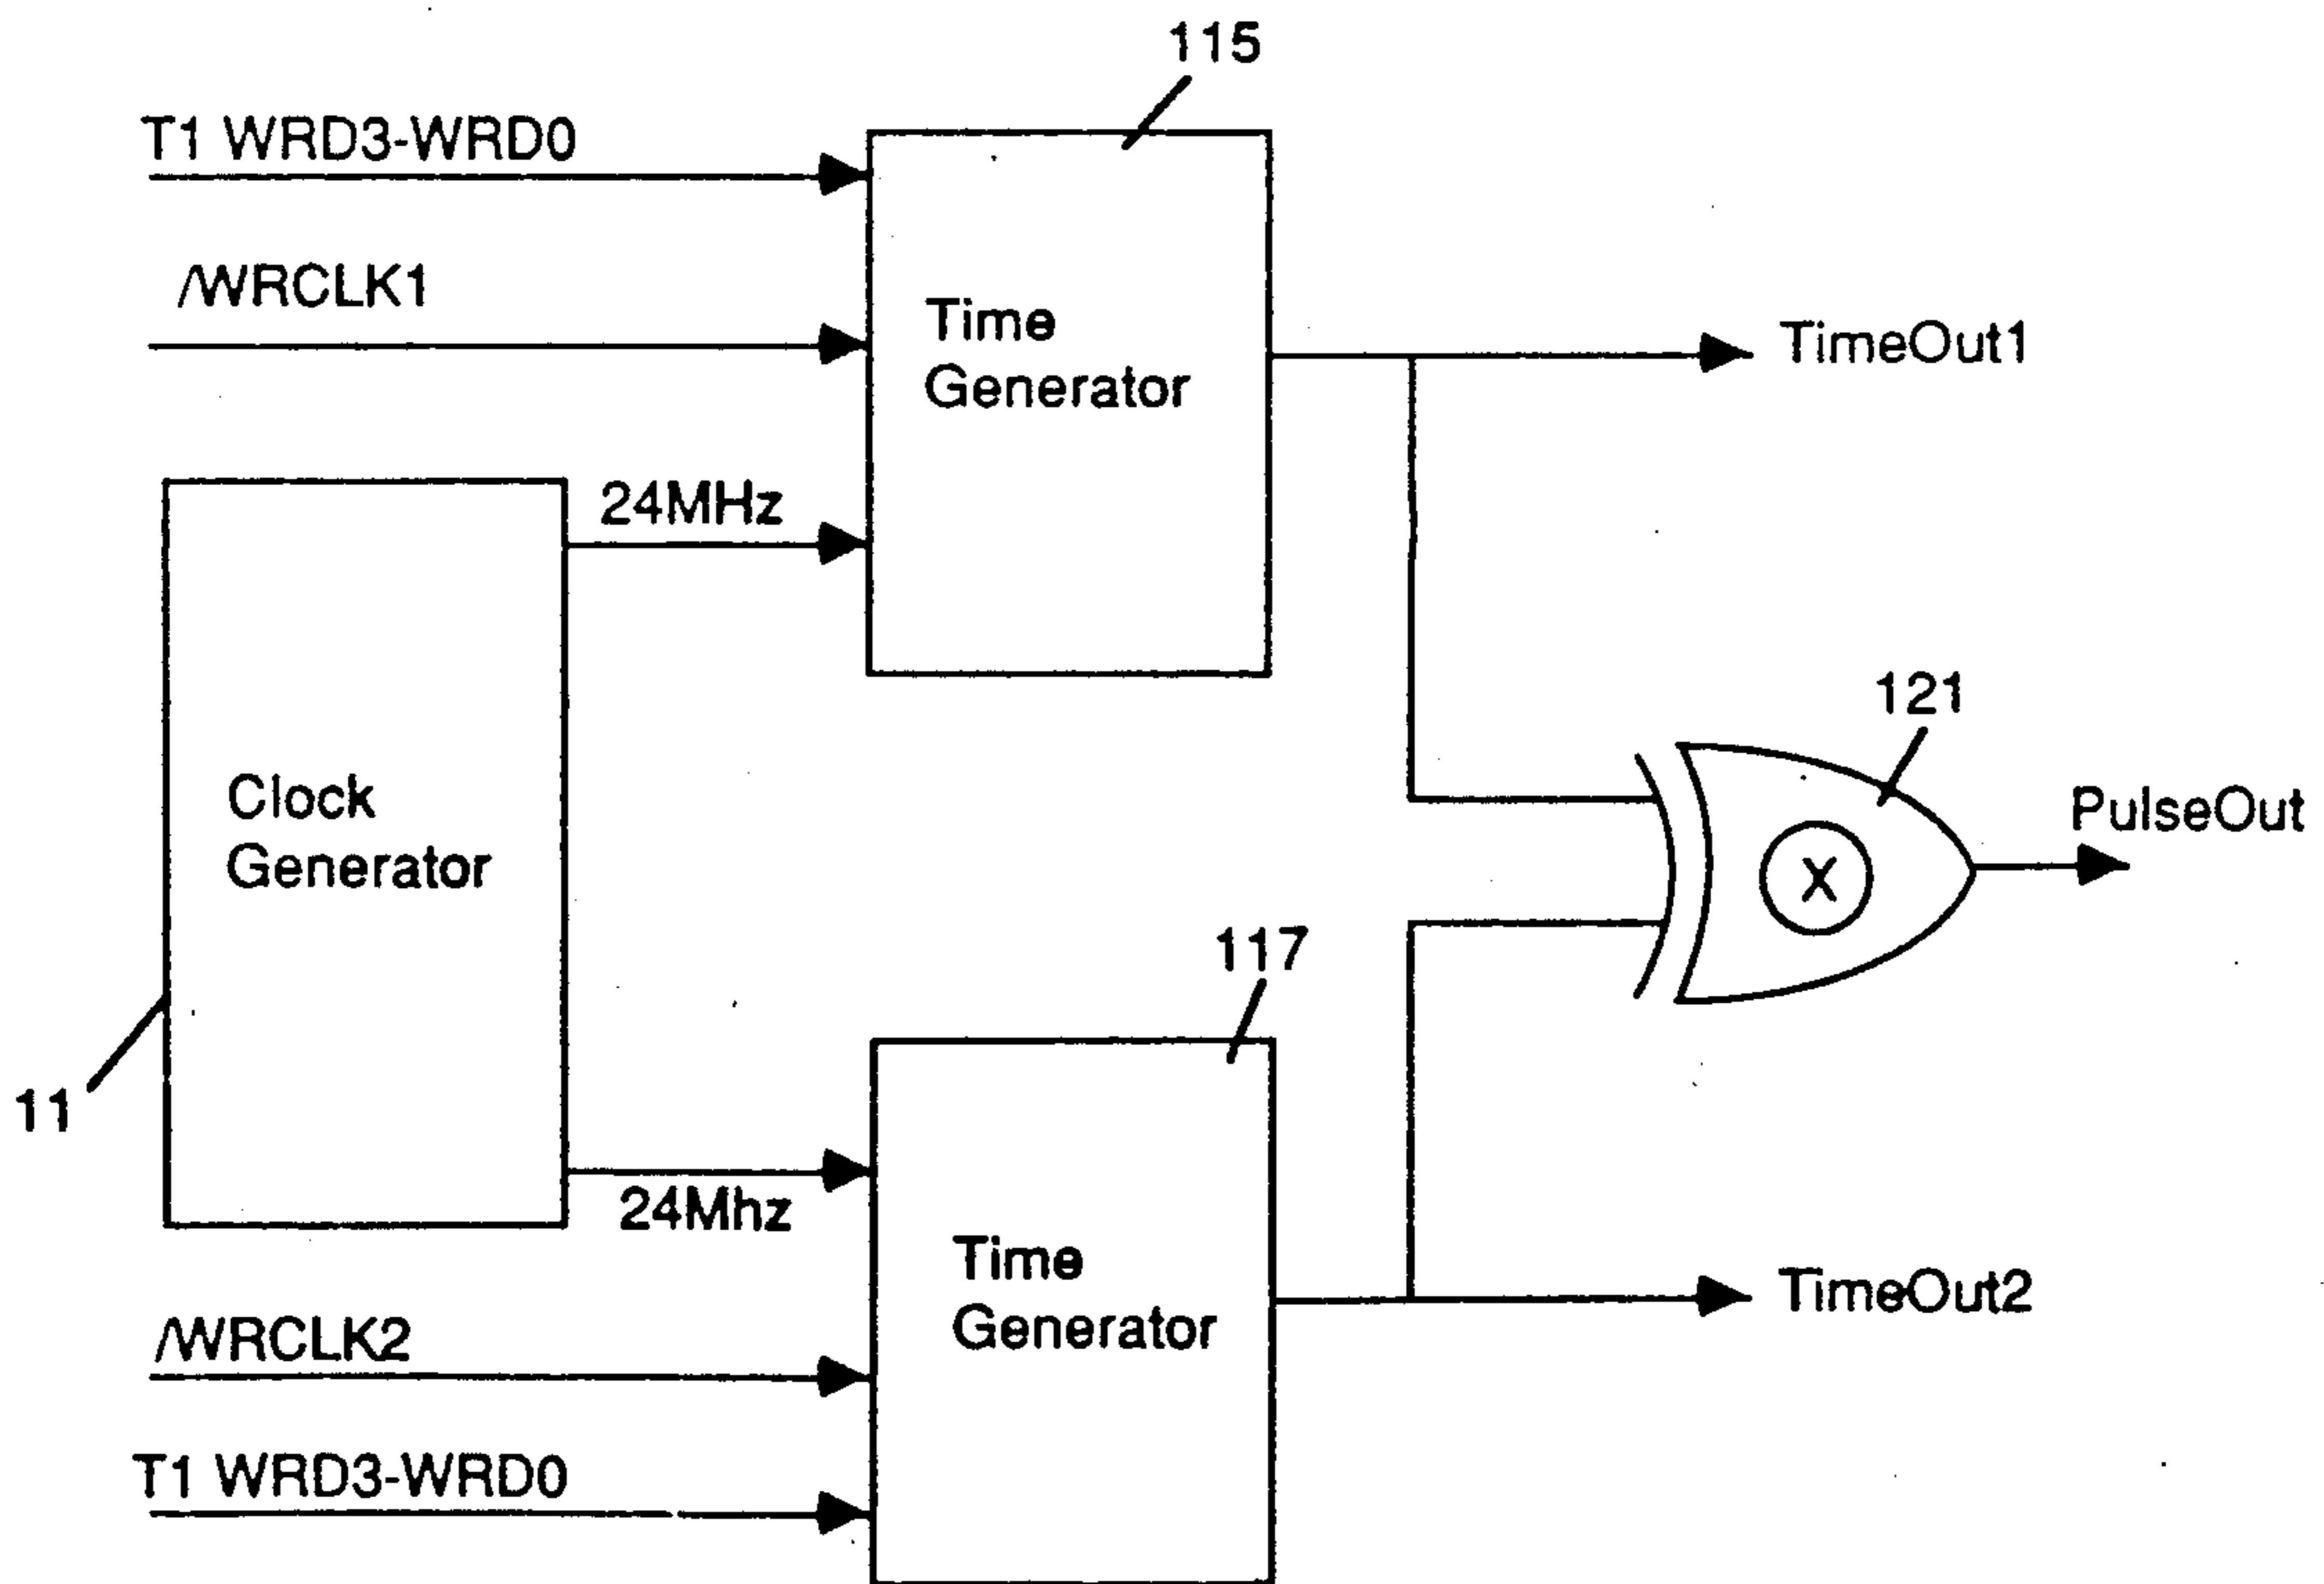 115
T1 WRD3-WRD0
/WRCLK1
Time
Generator
TimeOut1
24MHz
121
Clock
Generator
PulseOut
X
117
11
24Mhz
Time
Generator
TimeOut2
/WRCLK2
T1 WRD3-WRD0